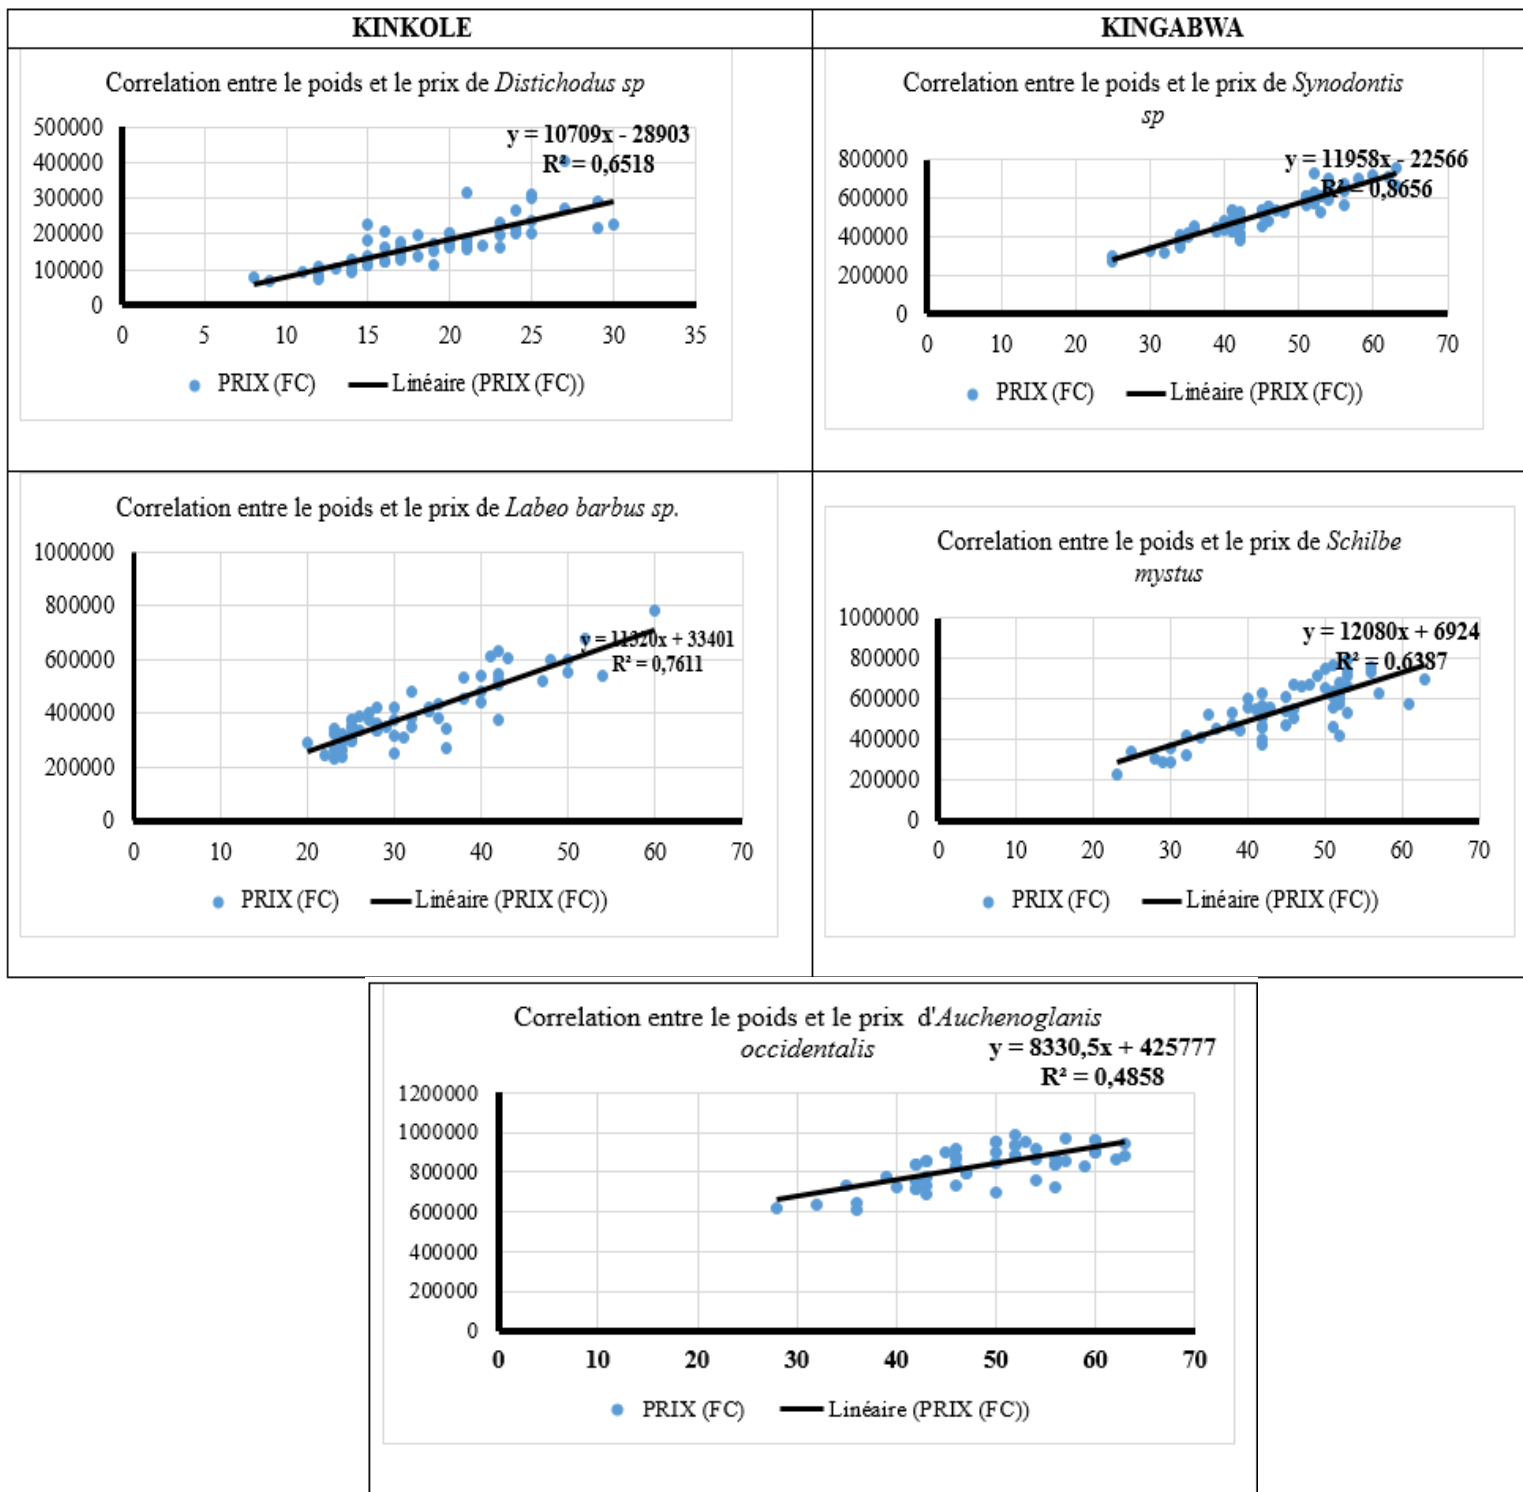 KINKOLE
KINGABWA
Correlation entre le poids et le prix de Distichodus sp
500000
400000
300000
200000
100000
0
y = 10709x - 28903
R² = 0,6518
0 5 10 15 20 25 30 35
PRIX (FC) Linéaire (PRIX (FC))
Correlation entre le poids et le prix de Synodontis
sp
800000
600000
400000
200000
0
y = 11958x - 22566
R² = 0,8656
0 10 20 30 40 50 60 70
PRIX (FC) Linéaire (PRIX (FC))
Correlation entre le poids et le prix de Labeo barbus sp.
1000000
800000
600000
400000
200000
0
y = 11320x + 33401
R² = 0,7611
0 10 20 30 40 50 60 70
PRIX (FC) Linéaire (PRIX (FC))
Correlation entre le poids et le prix de Schilbe
mystus
1000000
800000
600000
400000
200000
0
y = 12080x + 6924
R² = 0,6387
0 10 20 30 40 50 60 70
PRIX (FC) Linéaire (PRIX (FC))
Correlation entre le poids et le prix d'Auchenoglanis
occidentalis
y = 8330,5x + 425777
R² = 0,4858
1200000
1000000
800000
600000
400000
200000
0
0 10 20 30 40 50 60 70
PRIX (FC) Linéaire (PRIX (FC))